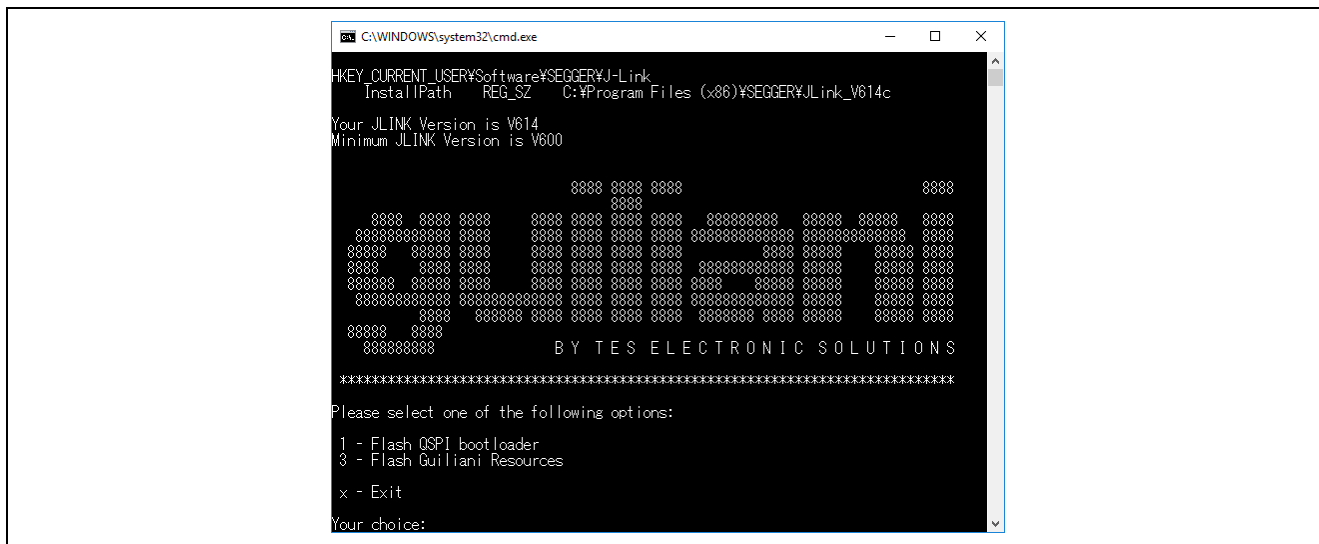 C:\WINDOWS\system32\cmd.exe
HKEY_CURRENT_USER¥Software¥SEGGER¥J-Link
InstallPath REG_SZ C:¥Program Files (x86)¥SEGGER¥JLink_V614c
Your JLINK Version is V614
Minimum JLINK Version is V600
guiliani
BY TES ELECTRONIC SOLUTIONS
*****************************************************************************
Please select one of the following options:
1 - Flash QSPI bootloader
3 - Flash Guiliani Resources
x - Exit
Your choice: